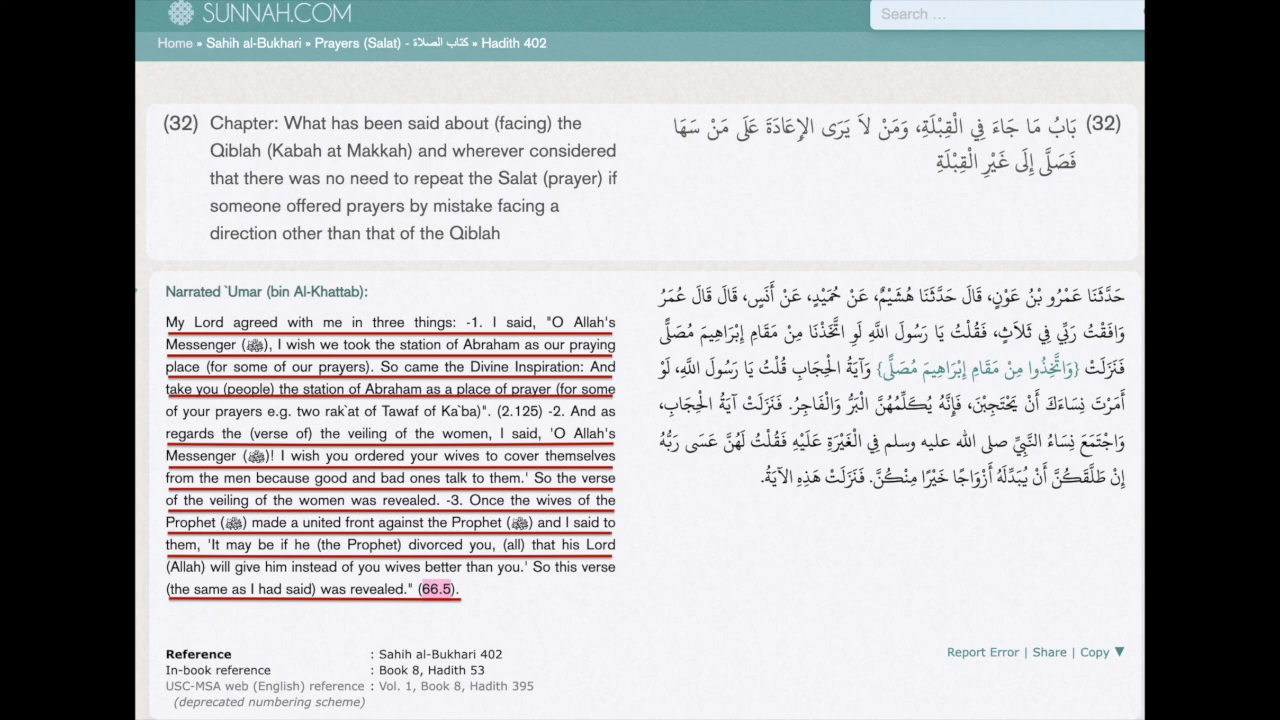 SUNNAH.COM
Search ...
Home » Sahih al-Bukhari » Prayers (Salat) - كتاب الصلاة » Hadith 402
(32) Chapter: What has been said about (facing) the
Qiblah (Kabah at Makkah) and wherever considered
that there was no need to repeat the Salat (prayer) if
someone offered prayers by mistake facing a
direction other than that of the Qiblah
(32) بَابُ مَا جَاءَ فِي الْقِبْلَةِ، وَمَنْ لاَ يَرَى الإِعَادَةَ عَلَى مَنْ سَهَا
فَصَلَّى إِلَى غَيْرِ الْقِبْلَةِ
Narrated `Umar (bin Al-Khattab):
My Lord agreed with me in three things: -1. I said, "O Allah's
Messenger (ﷺ), I wish we took the station of Abraham as our praying
place (for some of our prayers). So came the Divine Inspiration: And
take you (people) the station of Abraham as a place of prayer (for some
of your prayers e.g. two rak`at of Tawaf of Ka`ba)". (2.125) -2. And as
regards the (verse of) the veiling of the women, I said, 'O Allah's
Messenger (ﷺ)! I wish you ordered your wives to cover themselves
from the men because good and bad ones talk to them.' So the verse
of the veiling of the women was revealed. -3. Once the wives of the
Prophet (ﷺ) made a united front against the Prophet (ﷺ) and I said to
them, 'It may be if he (the Prophet) divorced you, (all) that his Lord
(Allah) will give him instead of you wives better than you.' So this verse
(the same as I had said) was revealed." (66.5).
حَدَّثَنَا عَمْرُو بْنُ عَوْنٍ، قَالَ حَدَّثَنَا هُشَيْمٌ، عَنْ حُمَيْدٍ، عَنْ أَنَسٍ، قَالَ قَالَ عُمَرُ
وَافَقْتُ رَبِّي فِي ثَلاَثٍ، فَقُلْتُ يَا رَسُولَ اللَّهِ لَوِ اتَّخَذْنَا مِنْ مَقَامِ إِبْرَاهِيمَ مُصَلًّى
فَنَزَلَتْ {وَاتَّخِذُوا مِنْ مَقَامِ إِبْرَاهِيمَ مُصَلًّى} وَآيَةُ الْحِجَابِ قُلْتُ يَا رَسُولَ اللَّهِ، لَوْ
أَمَرْتَ نِسَاءَكَ أَنْ يَحْتَجِبْنَ، فَإِنَّهُ يُكَلِّمُهُنَّ الْبَرُّ وَالْفَاجِرُ. فَنَزَلَتْ آيَةُ الْحِجَابِ،
وَاجْتَمَعَ نِسَاءُ النَّبِيِّ صلى الله عليه وسلم فِي الْغَيْرَةِ عَلَيْهِ فَقُلْتُ لَهُنَّ عَسَى رَبُّهُ
إِنْ طَلَّقَكُنَّ أَنْ يُبَدِّلَهُ أَزْوَاجًا خَيْرًا مِنْكُنَّ. فَنَزَلَتْ هَذِهِ الآيَةُ.
Reference : Sahih al-Bukhari 402
In-book reference : Book 8, Hadith 53
USC-MSA web (English) reference : Vol. 1, Book 8, Hadith 395
(deprecated numbering scheme)
Report Error | Share | Copy ▼